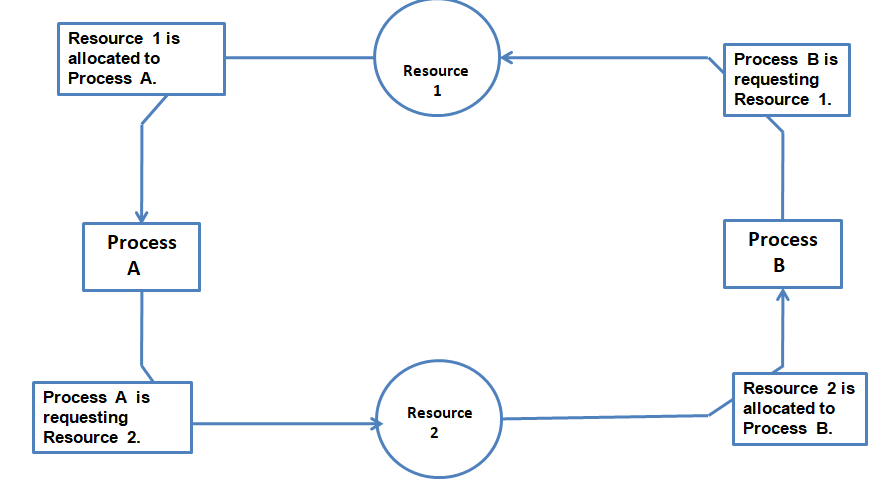 Resource 1 is
allocated to
Process A.
Resource
1
Process B is
requesting
Resource 1.
Process
A
Process
B
Process A is
requesting
Resource 2.
Resource
2
Resource 2 is
allocated to
Process B.